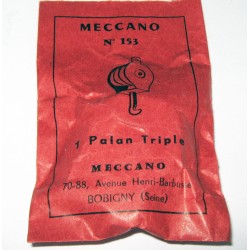 MECCANO
N° 153
1 Palan Triple
MECCANO
70-88, Avenue Henri-Barbusse
BOBIGNY (Seine)